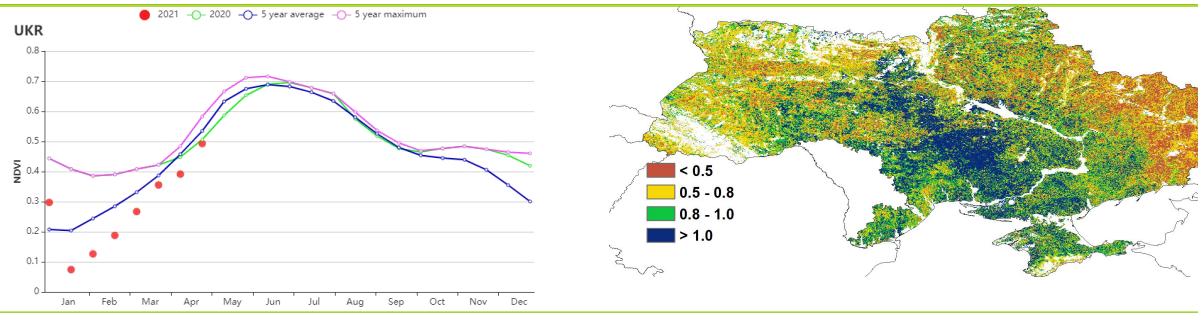 2021 2020 5 year average 5 year maximum
UKR
NDVI
0.8
0.7
0.6
0.5
0.4
0.3
0.2
0.1
0
Jan Feb Mar Apr May Jun Jul Aug Sep Oct Nov Dec
< 0.5
0.5 - 0.8
0.8 - 1.0
> 1.0